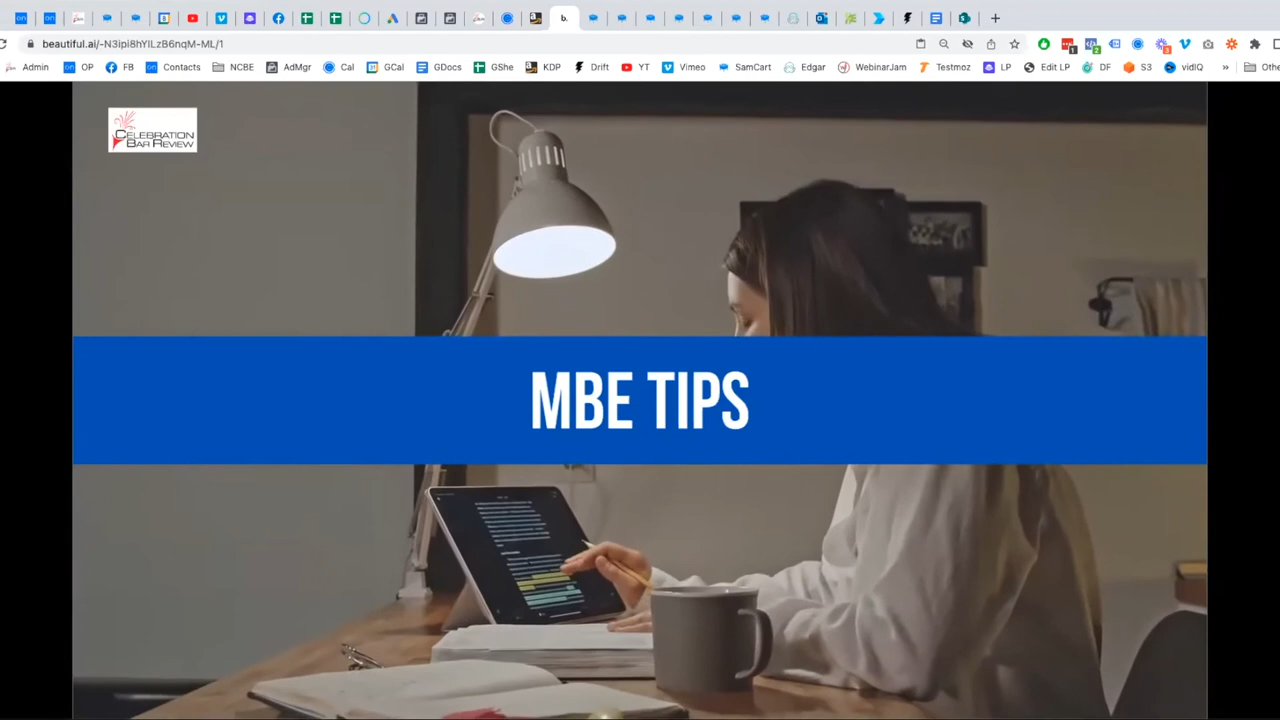 b.
beautiful.ai/-N3ipi8hYlLzB6nqM-ML/1
Admin OP FB Contacts NCBE AdMgr Cal GCal GDocs GShe KDP Drift YT Vimeo SamCart Edgar WebinarJam Testmoz LP Edit LP DF S3 vidIQ » Othe
CELEBRATION
BAR REVIEW
MBE TIPS